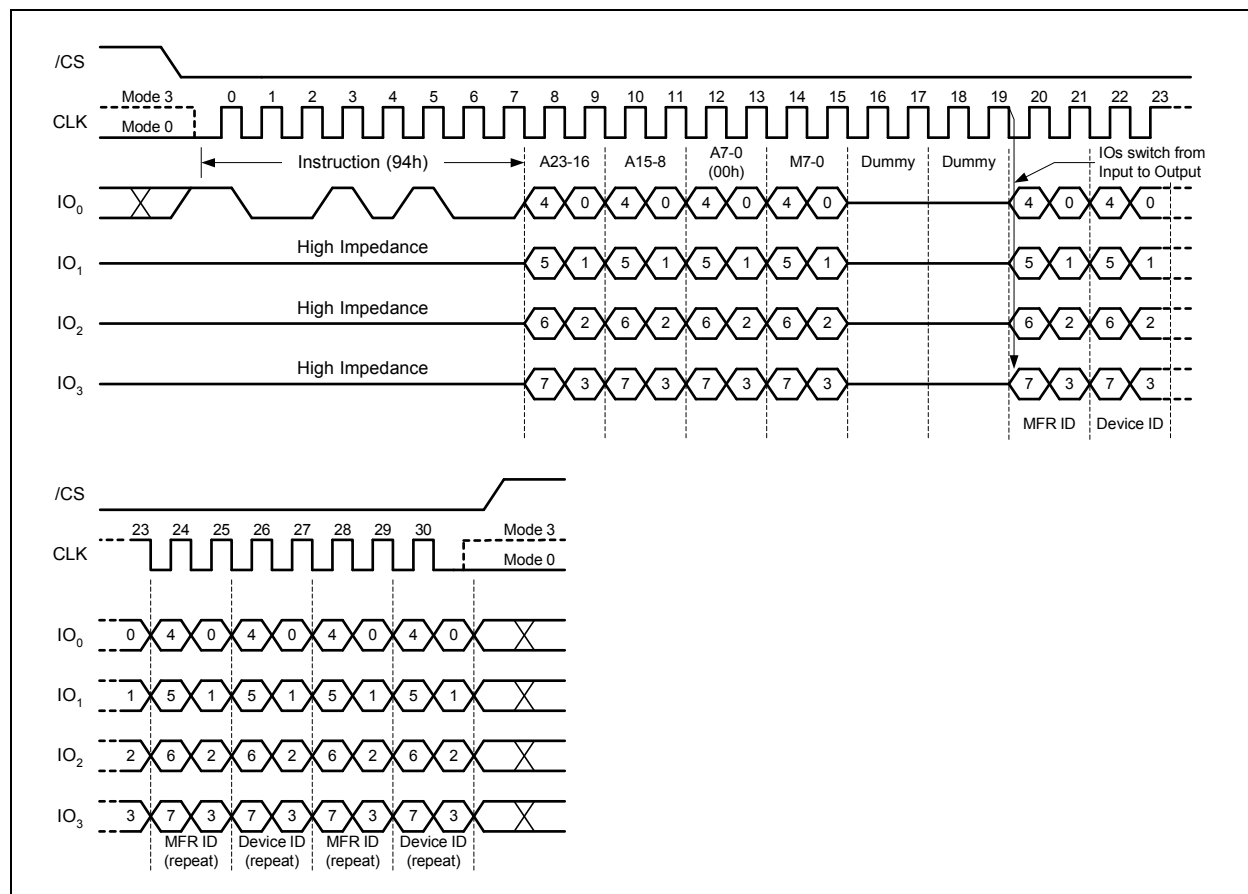 /CS
Mode 3 0 1 2 3 4 5 6 7 8 9 10 11 12 13 14 15 16 17 18 19 20 21 22 23
CLK
Mode 0
Instruction (94h) A23-16 A15-8 A7-0 (00h) M7-0 Dummy Dummy
IOs switch from
Input to Output
IO0 4 0 4 0 4 0 4 0 4 0 4 0
High Impedance
IO1 5 1 5 1 5 1 5 1 5 1 5 1
High Impedance
IO2 6 2 6 2 6 2 6 2 6 2 6 2
High Impedance
IO3 7 3 7 3 7 3 7 3 7 3 7 3
MFR ID Device ID
/CS
23 24 25 26 27 28 29 30 Mode 3
CLK
Mode 0
IO0 0 4 0 4 0 4 0 4 0
IO1 1 5 1 5 1 5 1 5 1
IO2 2 6 2 6 2 6 2 6 2
IO3 3 7 3 7 3 7 3 7 3
MFR ID Device ID MFR ID Device ID
(repeat) (repeat) (repeat) (repeat)